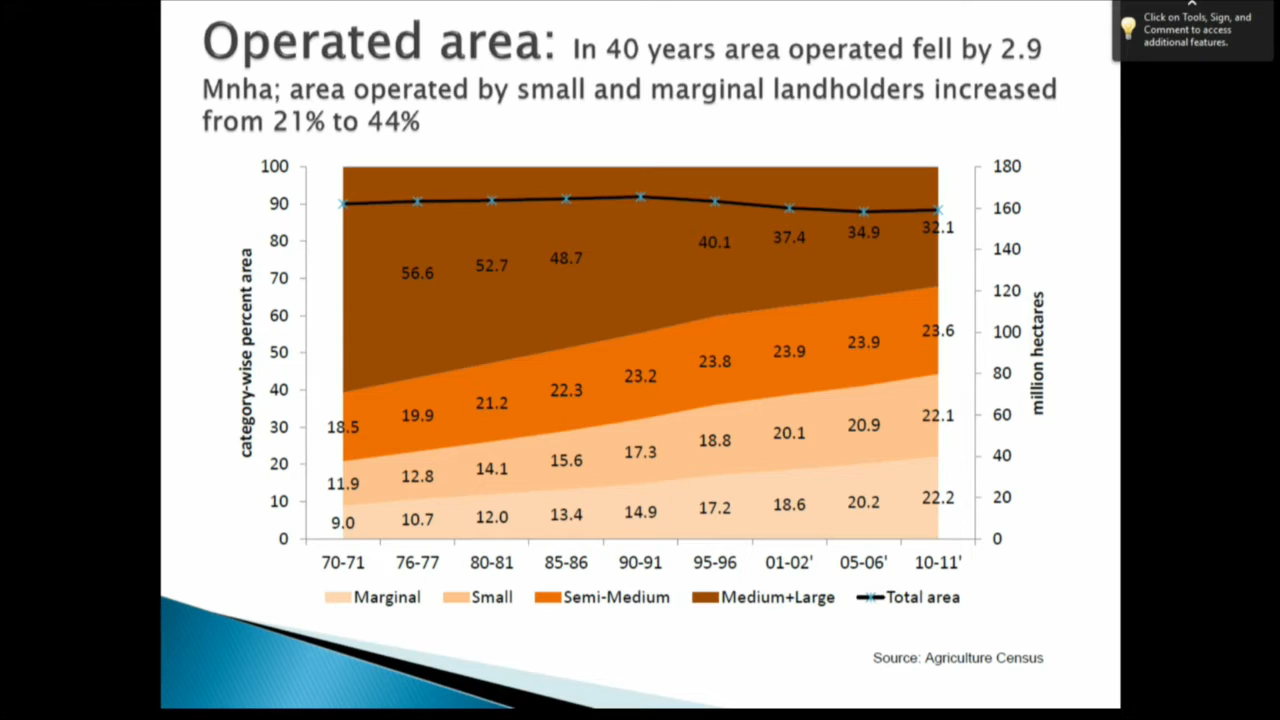 Click on Tools, Sign, and
Comment to access
additional features.
Operated area: In 40 years area operated fell by 2.9
Mnha; area operated by small and marginal landholders increased
from 21% to 44%
100 180
90 160
80 140
70 120
60 100
50 80
40 60
30 40
20 20
10 0
0
category-wise percent area
million hectares
56.6 52.7 48.7 40.1 37.4 34.9 32.1
18.5 19.9 21.2 22.3 23.2 23.8 23.9 23.9 23.6
11.9 12.8 14.1 15.6 17.3 18.8 20.1 20.9 22.1
9.0 10.7 12.0 13.4 14.9 17.2 18.6 20.2 22.2
70-71 76-77 80-81 85-86 90-91 95-96 01-02' 05-06' 10-11'
Marginal Small Semi-Medium Medium+Large Total area
Source: Agriculture Census